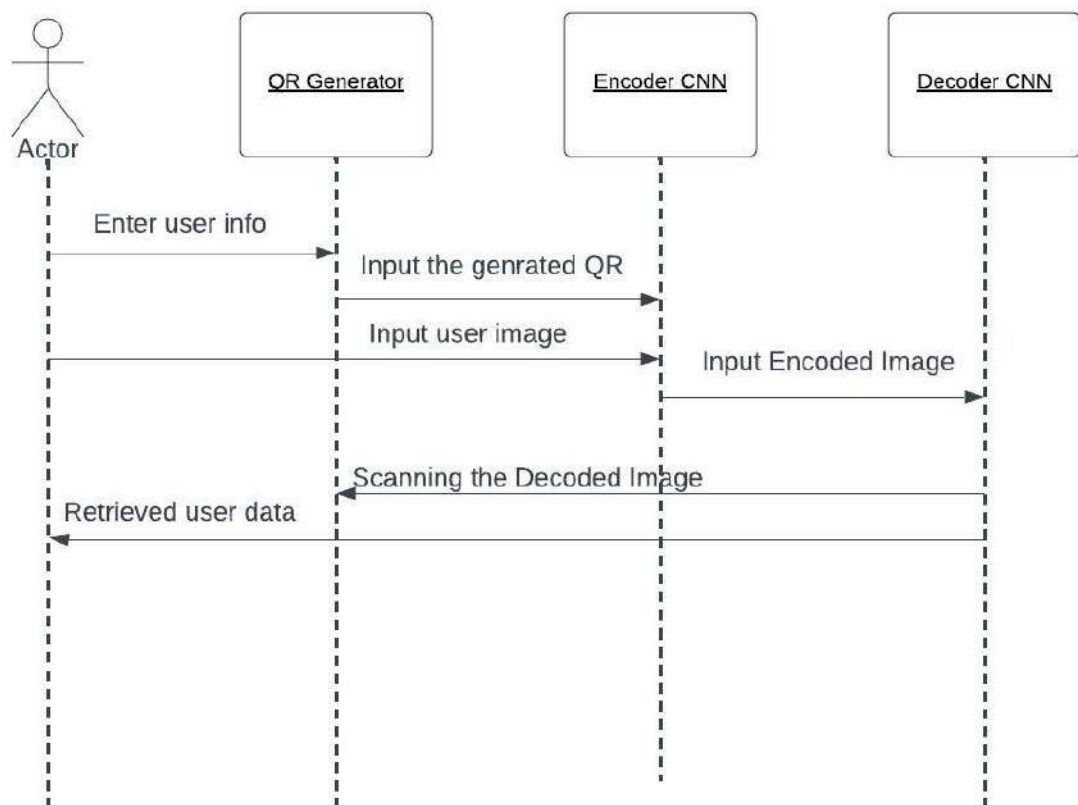 QR Generator
Encoder CNN
Decoder CNN
Actor
Enter user info
Input the genrated QR
Input user image
Input Encoded Image
Scanning the Decoded Image
Retrieved user data